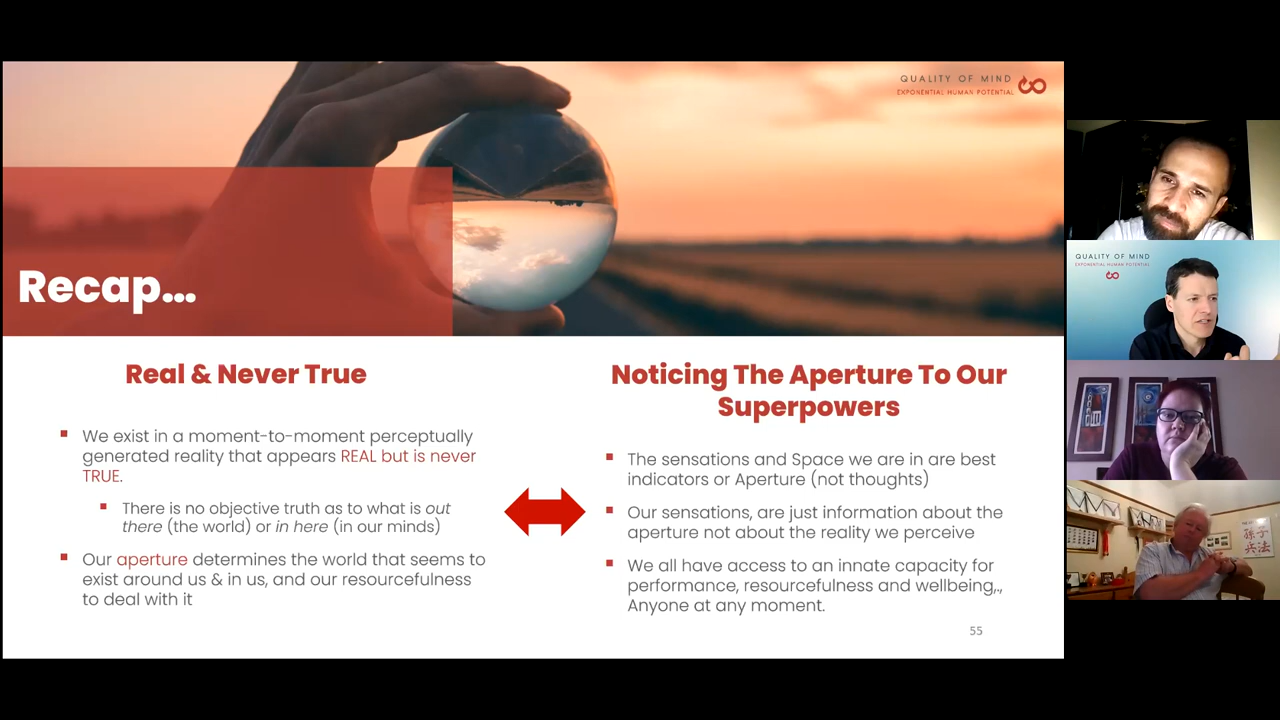 QUALITY OF MIND
EXPONENTIAL HUMAN POTENTIAL
Recap...
Real & Never True
We exist in a moment-to-moment perceptually
generated reality that appears REAL but is never
TRUE.
There is no objective truth as to what is out
there (the world) or in here (in our minds)
Our aperture determines the world that seems to
exist around us & in us, and our resourcefulness
to deal with it
Noticing The Aperture To Our
Superpowers
The sensations and Space we are in are best
indicators or Aperture (not thoughts)
Our sensations, are just information about the
aperture not about the reality we perceive
We all have access to an innate capacity for
performance, resourcefulness and wellbeing,.,
Anyone at any moment.
55
QUALITY OF MIND
EXPONENTIAL HUMAN POTENTIAL
孫子
兵法